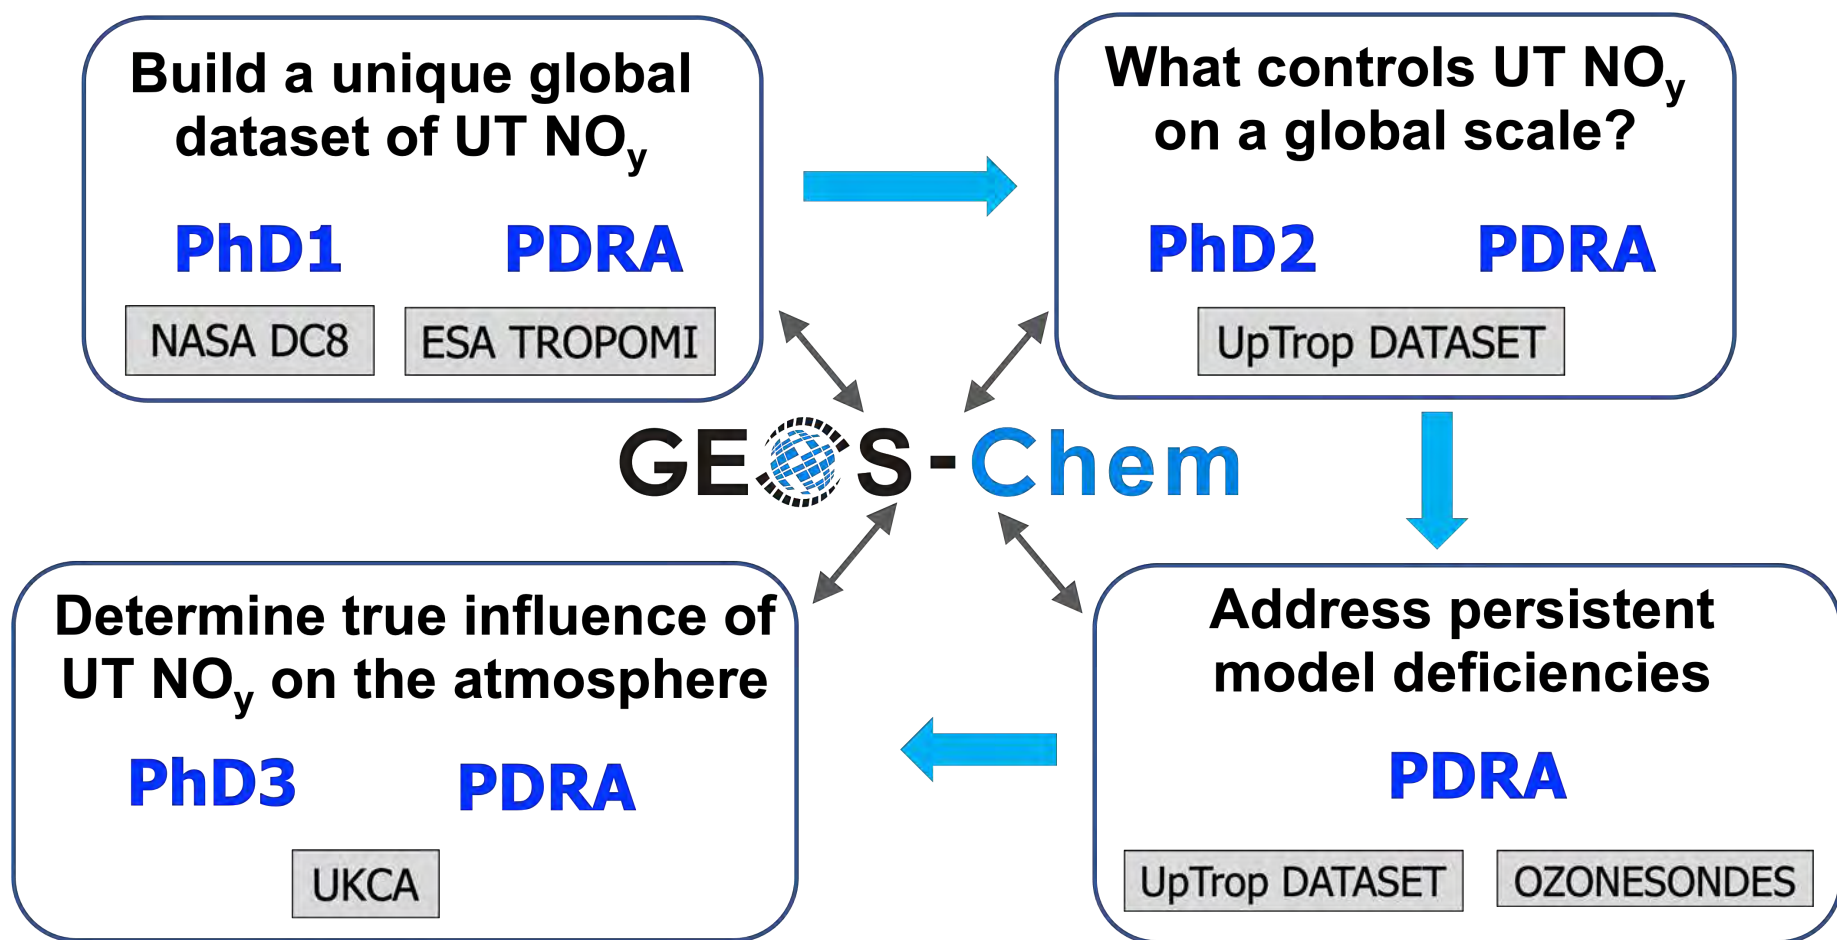 Build a unique global
dataset of UT NOy
PhD1 PDRA
NASA DC8 ESA TROPOMI
What controls UT NOy
on a global scale?
PhD2 PDRA
UpTrop DATASET
GEOS-Chem
Determine true influence of
UT NOy on the atmosphere
PhD3 PDRA
UKCA
Address persistent
model deficiencies
PDRA
UpTrop DATASET OZONESONDES